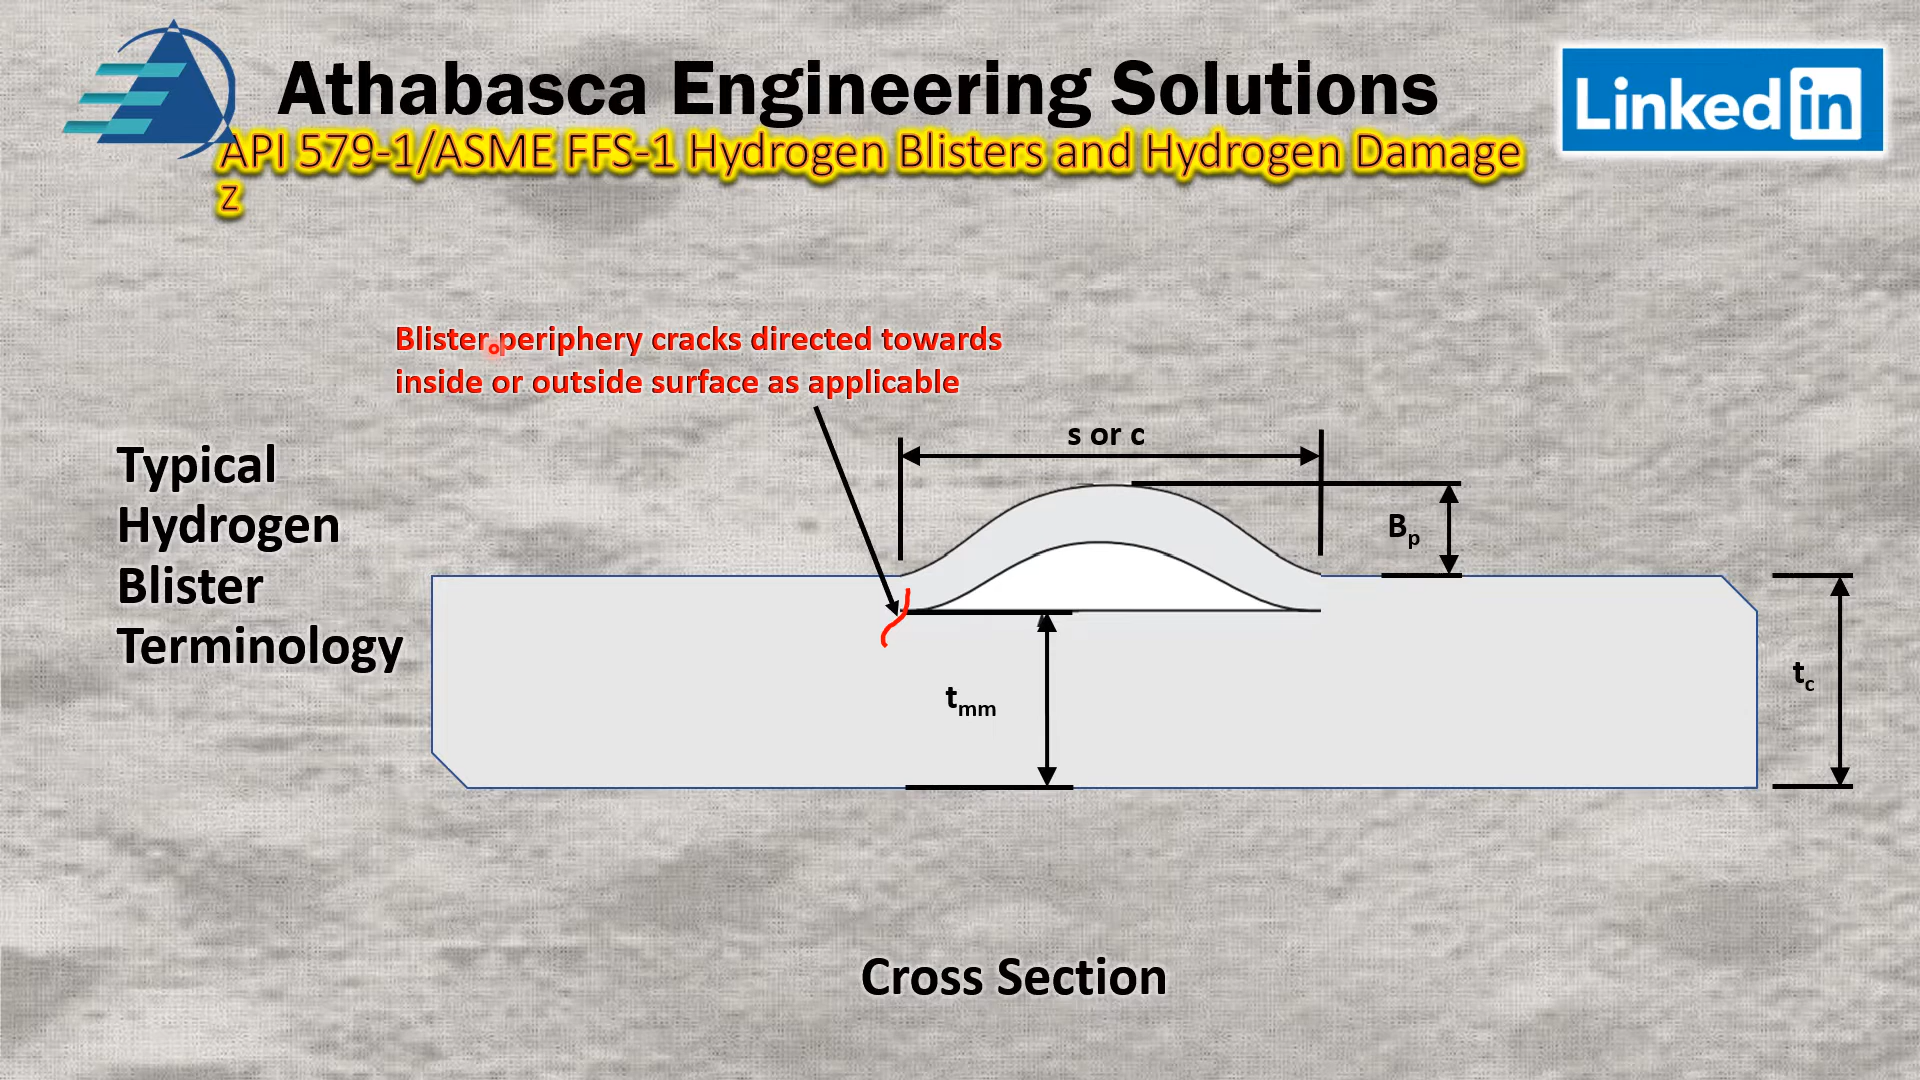 Athabasca Engineering Solutions
LinkedIn
API 579-1/ASME FFS-1 Hydrogen Blisters and Hydrogen Damage
z
Blister periphery cracks directed towards
inside or outside surface as applicable
s or c
Typical
Hydrogen
Blister
Terminology
Bp
tmm
tc
Cross Section